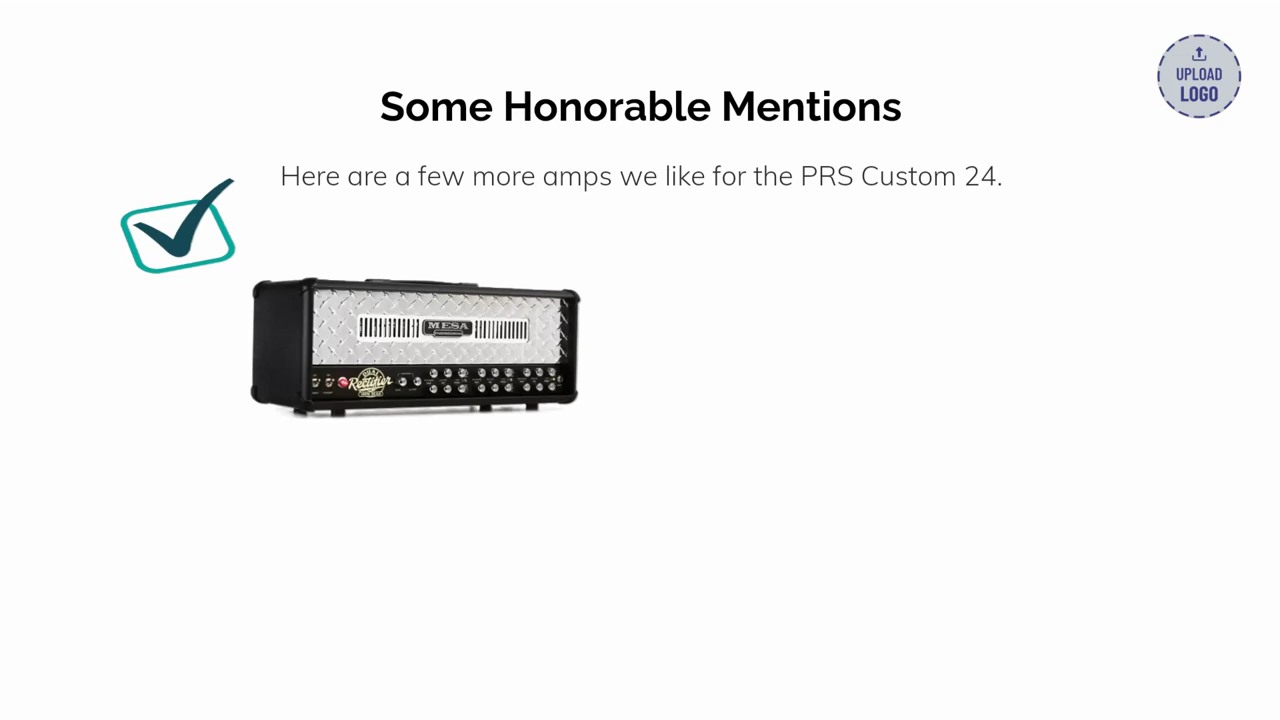 Some Honorable Mentions
UPLOAD
LOGO
Here are a few more amps we like for the PRS Custom 24.
MESA
DUAL
Rectifier